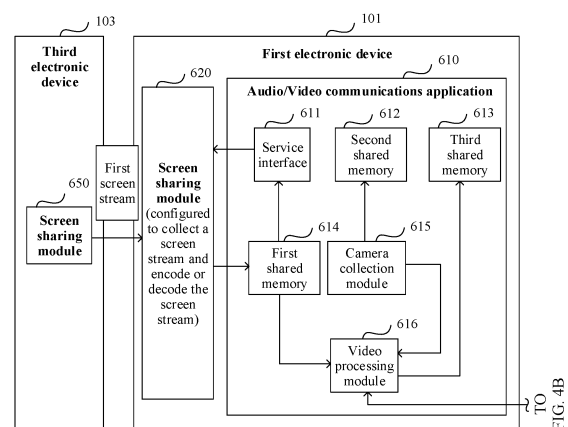 103
101
Third
electronic
device
First electronic device
620
610
Audio/Video communications application
611
612
613
Service
interface
Second
shared
memory
Third
shared
memory
First
screen
stream
650
Screen
sharing
module
Screen
sharing
module
(configured
to collect a
screen
stream and
encode or
decode the
screen
stream)
614
615
First
shared
memory
Camera
collection
module
616
Video
processing
module
TO
FIG. 4B